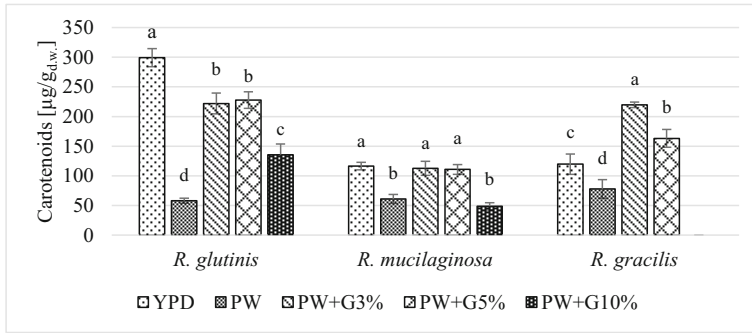 Carotenoids [µg/g d.w.]
350
300
250
200
150
100
50
0
a
d
b
b
c
a
b
a
a
b
c
d
a
b
R. glutinis
R. mucilaginosa
R. gracilis
YPD PW PW+G3% PW+G5% PW+G10%